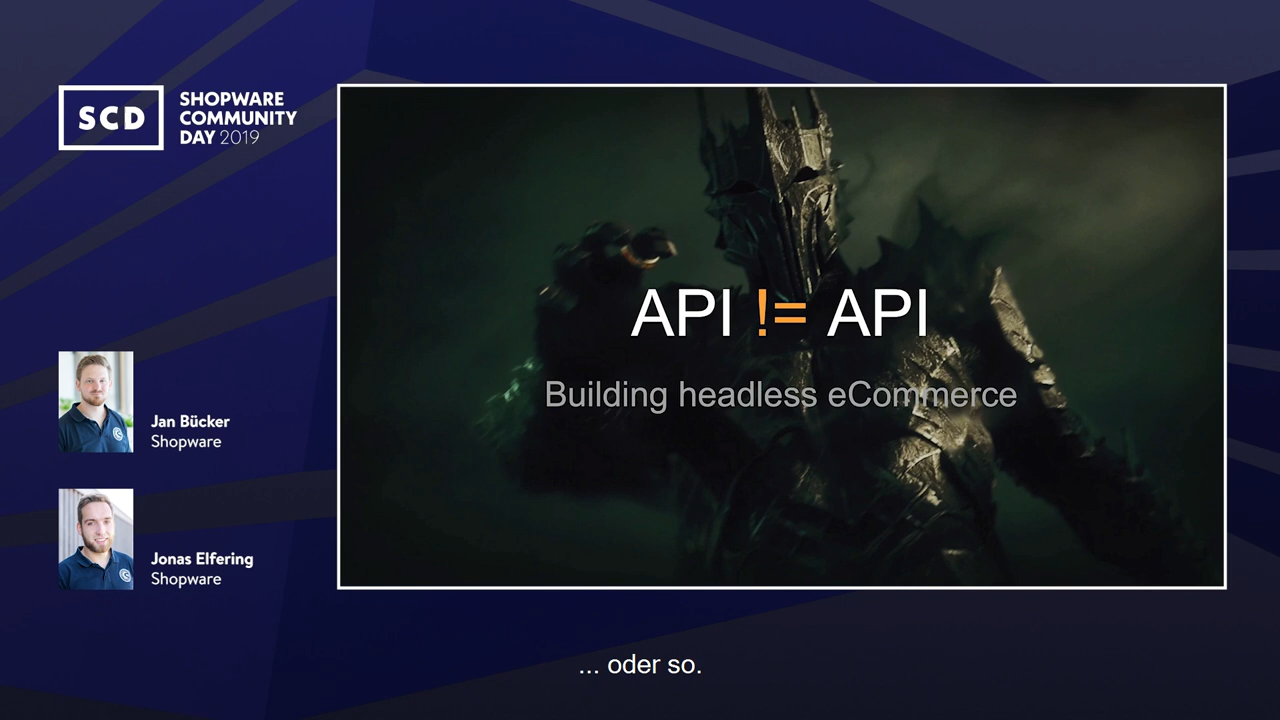 SCD
SHOPWARE
COMMUNITY
DAY 2019
API != API
Building headless eCommerce
Jan Bücker
Shopware
Jonas Elfering
Shopware
... oder so.